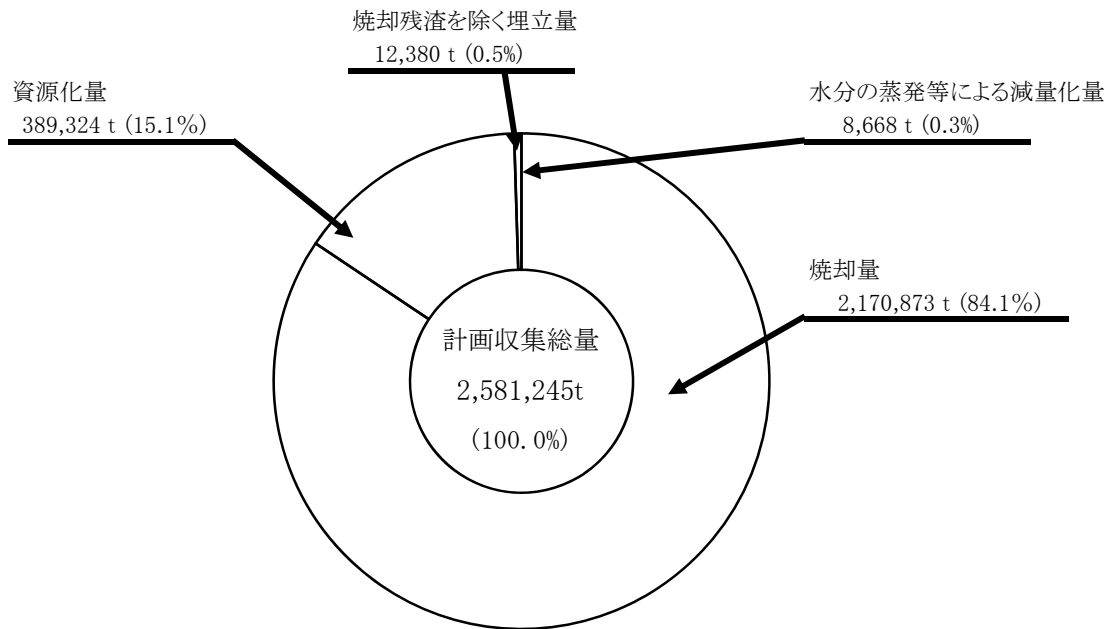 焼却残渣を除く埋立量
12,380 t (0.5%)
資源化量
389,324 t (15.1%)
水分の蒸発等による減量化量
8,668 t (0.3%)
焼却量
2,170,873 t (84.1%)
計画収集総量
2,581,245t
(100.0%)